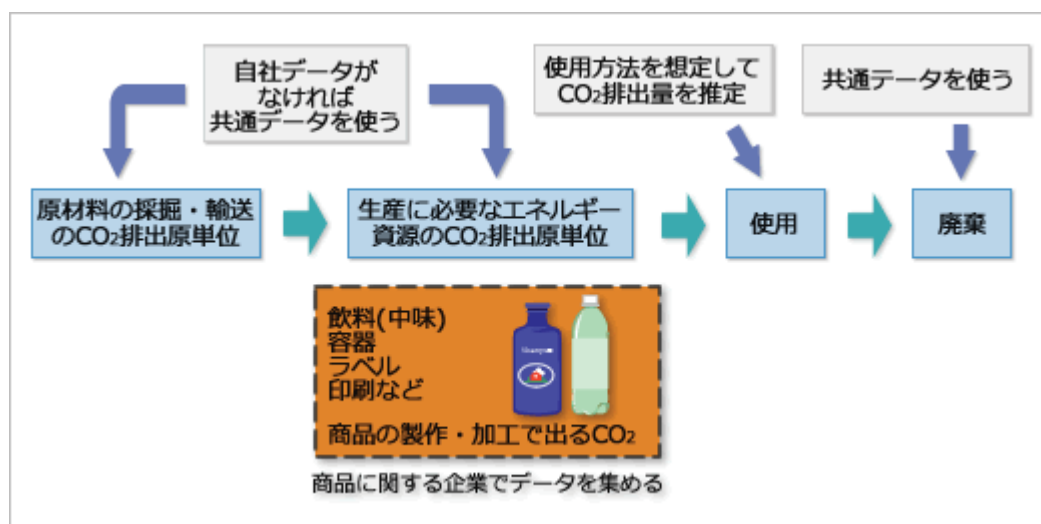 自社データが
なければ
共通データを使う
使用方法を想定して
CO₂排出量を推定
共通データを使う
原材料の採掘・輸送
のCO₂排出原単位
生産に必要なエネルギー
資源のCO₂排出原単位
使用
廃棄
飲料(中味)
容器
ラベル
印刷など
商品の製作・加工で出るCO₂
商品に関する企業でデータを集める